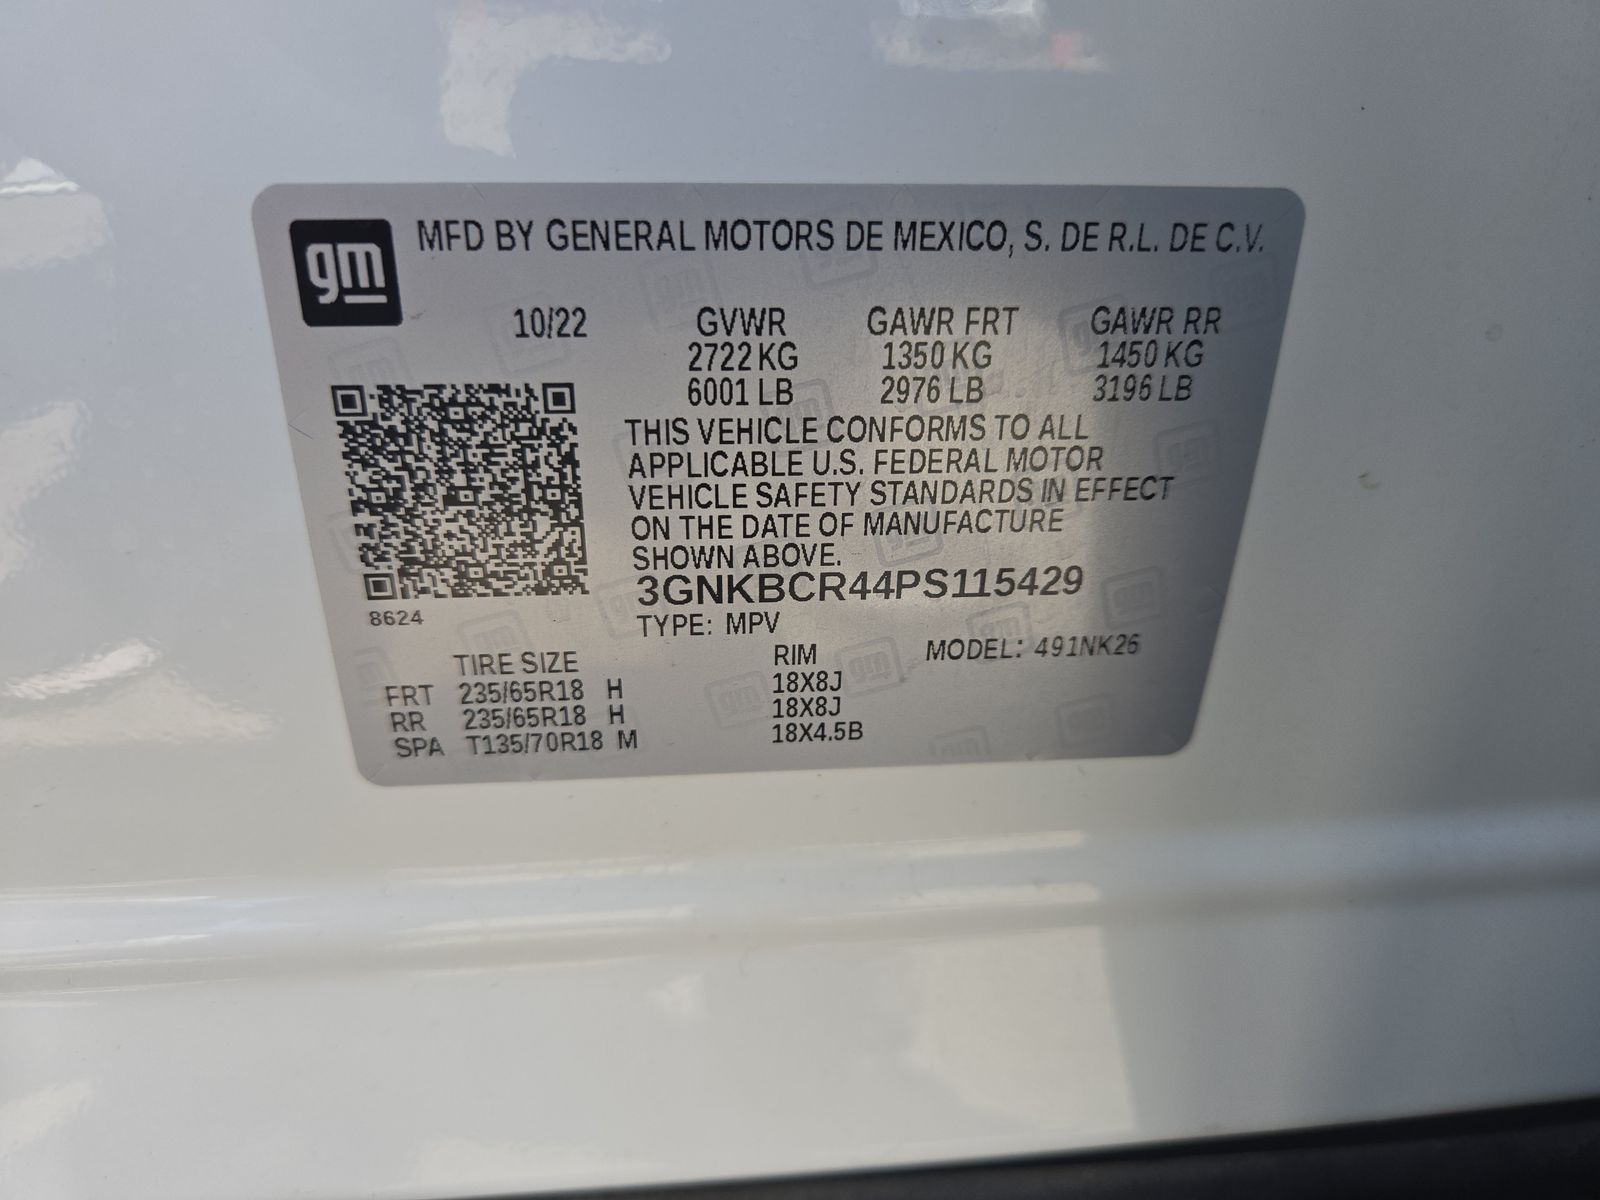 gm MFD BY GENERAL MOTORS DE MEXICO, S. DE R.L. DE C.V.
10/22 GVWR GAWR FRT GAWR RR
2722 KG 1350 KG 1450 KG
6001 LB 2976 LB 3196 LB
THIS VEHICLE CONFORMS TO ALL
APPLICABLE U.S. FEDERAL MOTOR
VEHICLE SAFETY STANDARDS IN EFFECT
ON THE DATE OF MANUFACTURE
SHOWN ABOVE.
3GNKBCR44PS115429
8624
TYPE: MPV
TIRE SIZE RIM MODEL: 491NK26
FRT 235/65R18 H 18X8J
RR 235/65R18 H 18X8J
SPA T135/70R18 M 18X4.5B